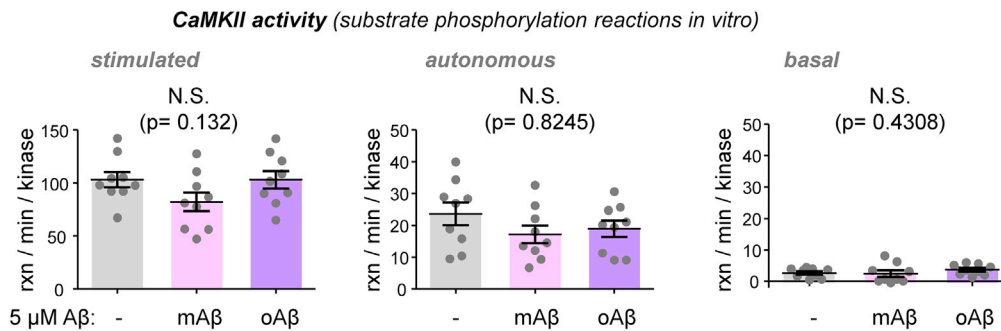 CaMKII activity (substrate phosphorylation reactions in vitro)
stimulated
autonomous
basal
N.S.
(p= 0.132)
N.S.
(p= 0.8245)
N.S.
(p= 0.4308)
rxn / min / kinase
150
100
50
0
rxn / min / kinase
50
40
30
20
10
0
rxn / min / kinase
50
40
30
20
10
0
5 µM Aβ: - mAβ oAβ
- mAβ oAβ
- mAβ oAβ